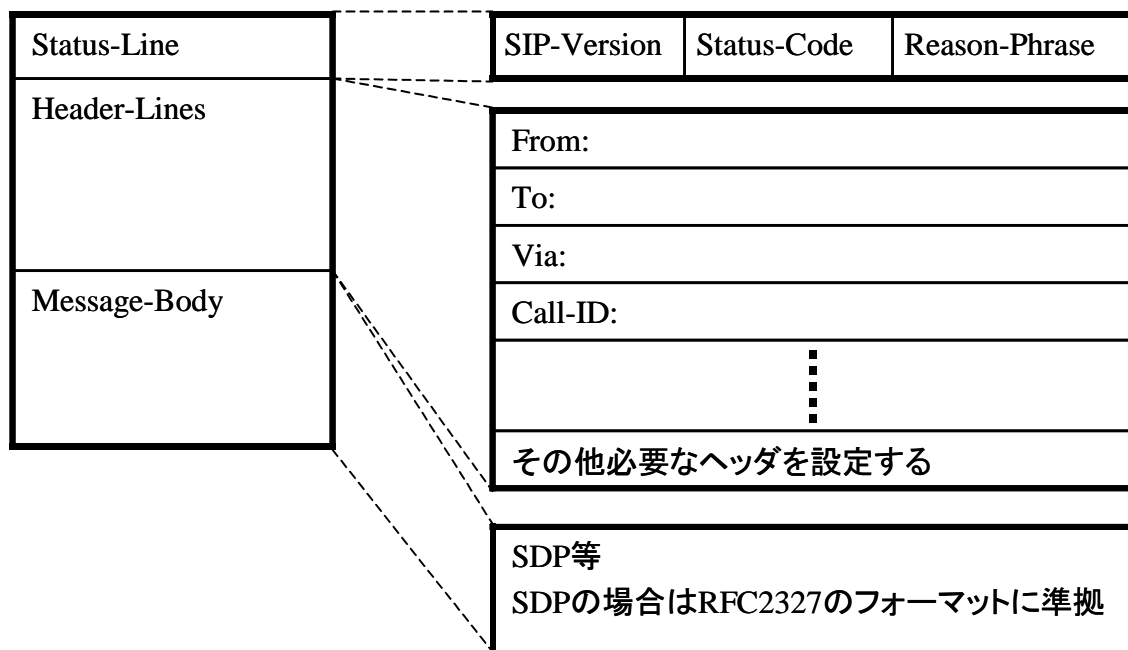 Status-Line
Header-Lines
Message-Body
SIP-Version Status-Code Reason-Phrase
From:
To:
Via:
Call-ID:
その他必要なヘッダを設定する
SDP等
SDPの場合はRFC2327のフォーマットに準拠